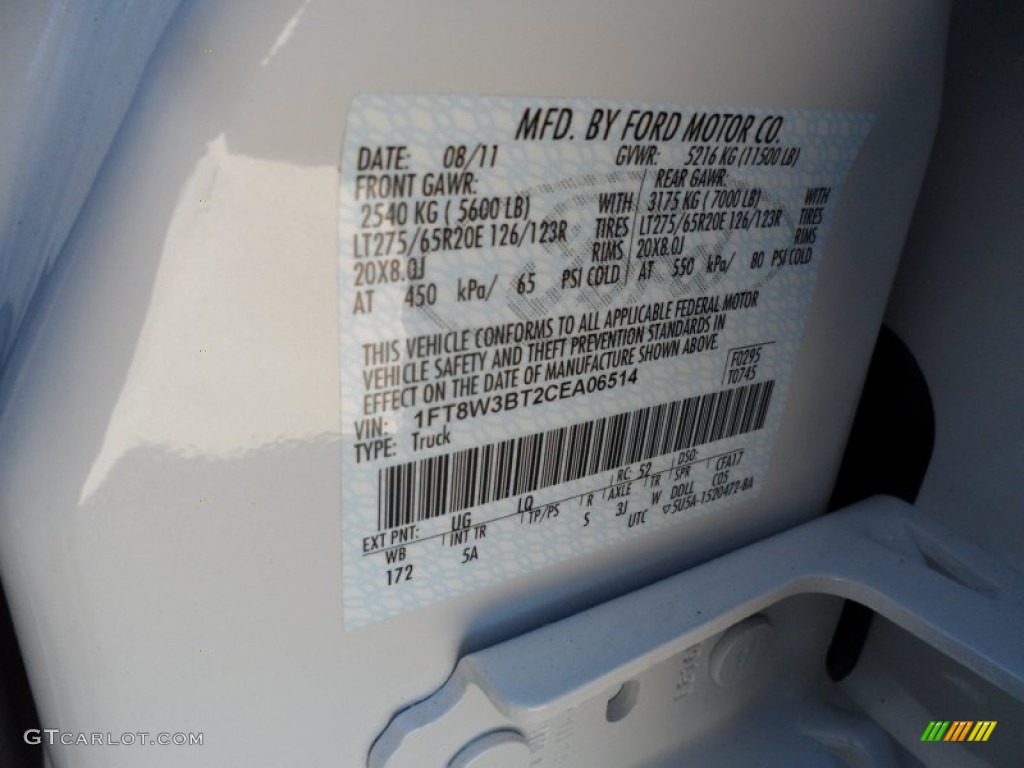 MFD. BY FORD MOTOR CO.
DATE: 08/11 GVWR: 5216 KG (11500 LB)
FRONT GAWR: REAR GAWR:
2540 KG ( 5600 LB) WITH 3175 KG ( 7000 LB) WITH
LT275/65R20E 126/123R TIRES LT275/65R20E 126/123R TIRES
20X8.0J RIMS 20X8.0J RIMS
AT 450 kPa/ 65 PSI COLD AT 550 kPa/ 80 PSI COLD
THIS VEHICLE CONFORMS TO ALL APPLICABLE FEDERAL MOTOR
VEHICLE SAFETY AND THEFT PREVENTION STANDARDS IN
EFFECT ON THE DATE OF MANUFACTURE SHOWN ABOVE
VIN: 1FT8W3BT2CEA06514 F0295
TYPE: Truck T0745
EXT PNT: UG LQ RC: 52 DSO:
WB INT TR TP/PS R AXLE TR SPR CFA17
172 5A S 3J W DDLL C05
UTC ▽5U5A-1520472-BA
GTCARLOT.COM